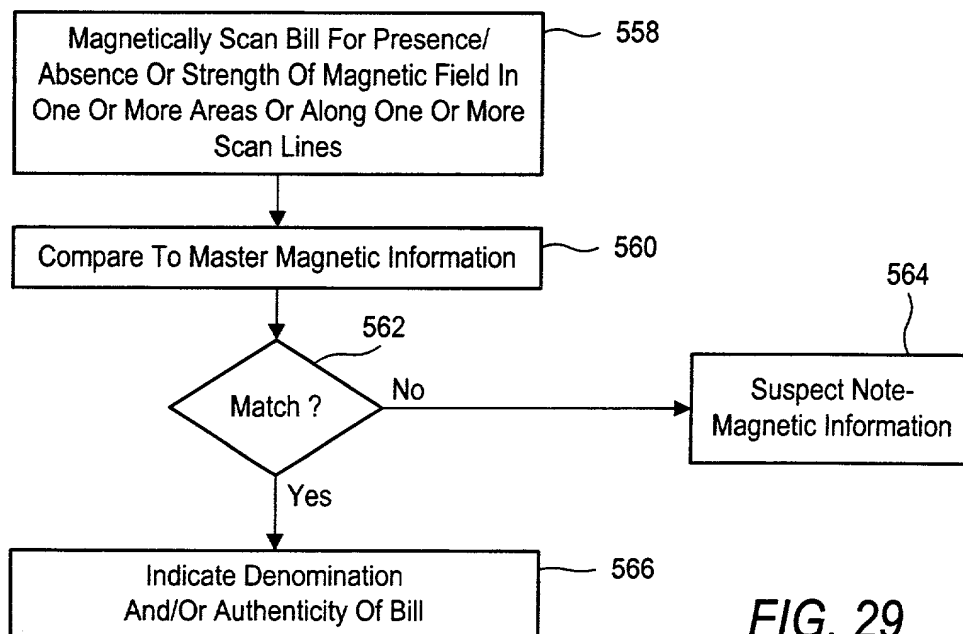 Magnetically Scan Bill For Presence/
Absence Or Strength Of Magnetic Field In
One Or More Areas Or Along One Or More
Scan Lines
558
Compare To Master Magnetic Information
560
562
Match ?
No
564
Suspect Note-
Magnetic Information
Yes
Indicate Denomination
And/Or Authenticity Of Bill
566
FIG. 29